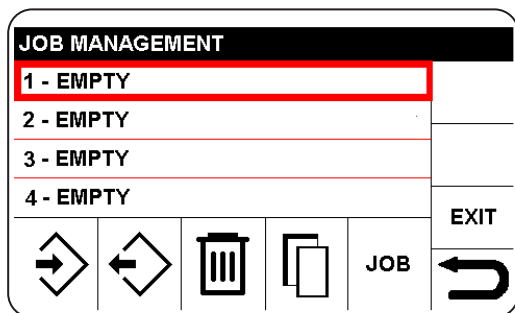 JOB MANAGEMENT
1 - EMPTY
2 - EMPTY
3 - EMPTY
4 - EMPTY
EXIT
JOB